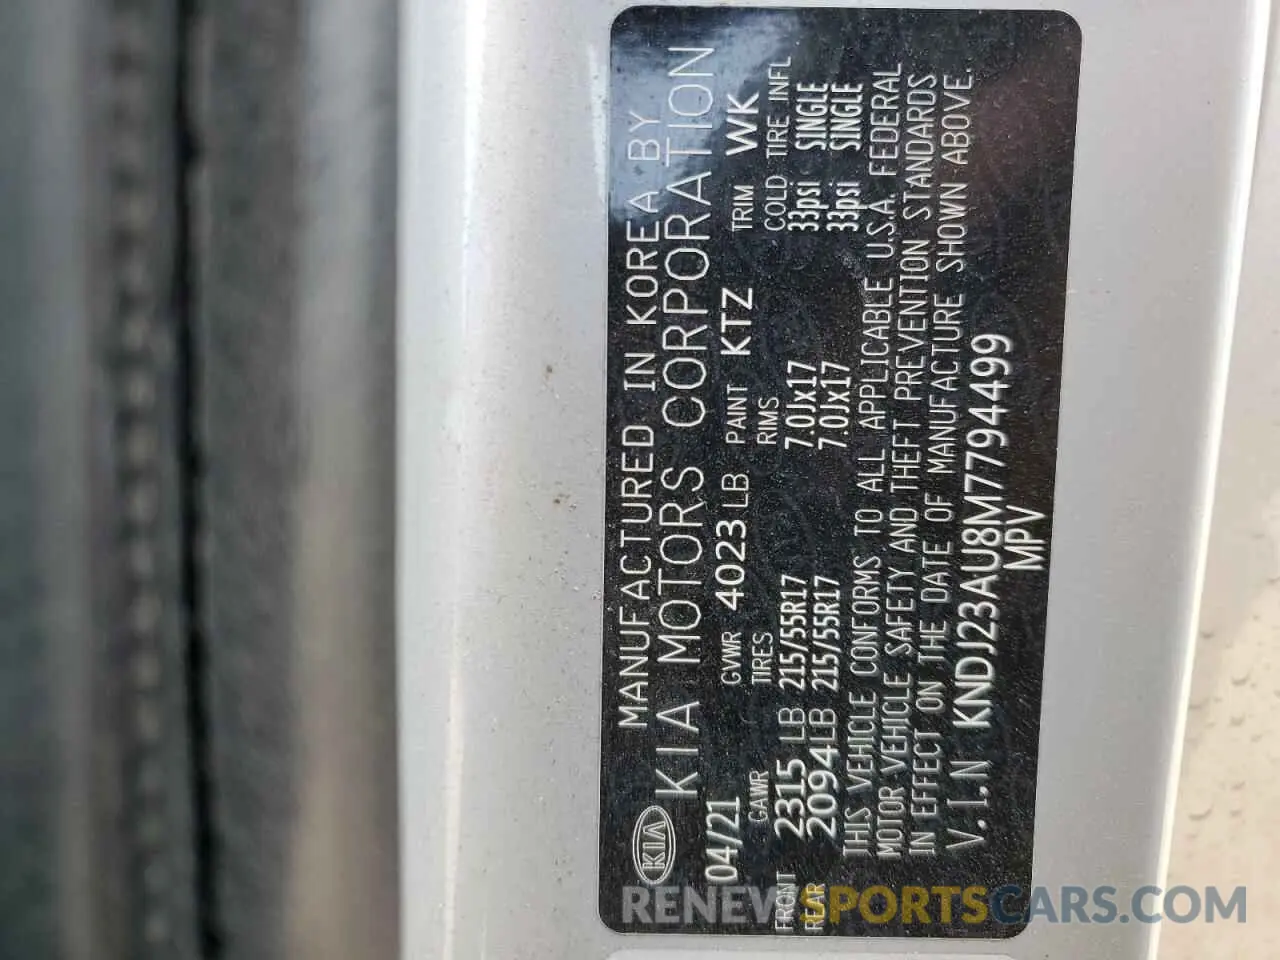 MANUFACTURED IN KOREA BY
KIA KIA MOTORS CORPORATION
04/21 GVWR 4023 LB PAINT KTZ TRIM WK
GAWR TIRES RIMS COLD TIRE INFL
FRONT 2315 LB 215/55R17 7.0Jx17 33psi SINGLE
REAR 2094 LB 215/55R17 7.0Jx17 33psi SINGLE
THIS VEHICLE CONFORMS TO ALL APPLICABLE U.S.A. FEDERAL
MOTOR VEHICLE SAFETY AND THEFT PREVENTION STANDARDS
IN EFFECT ON THE DATE OF MANUFACTURE SHOWN ABOVE.
V.I.N KNDJ23AU8M7794499
MPV
RENEWSPORTSCARS.COM